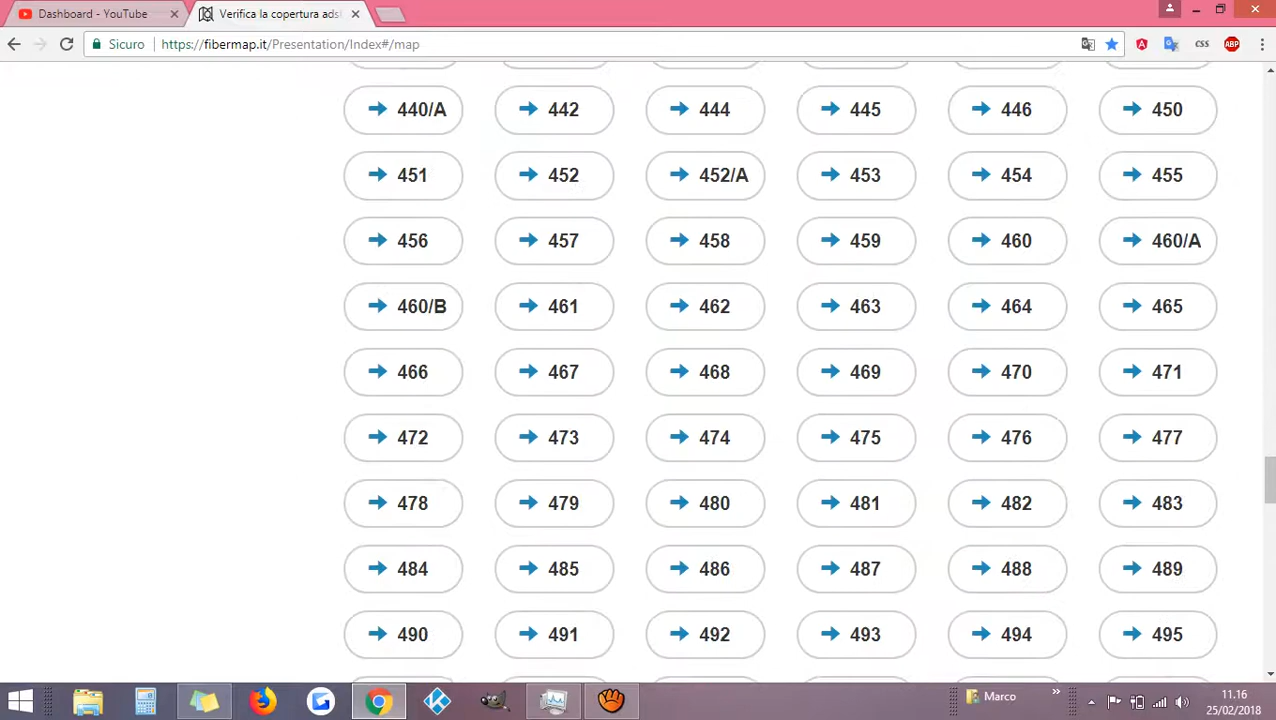 Dashboard - YouTube
Verifica la copertura ads
Sicuro
https://fibermap.it/Presentation/Index#/map
CSS
ABP
440/A 442 444 445 446 450
451 452 452/A 453 454 455
456 457 458 459 460 460/A
460/B 461 462 463 464 465
466 467 468 469 470 471
472 473 474 475 476 477
478 479 480 481 482 483
484 485 486 487 488 489
490 491 492 493 494 495
Marco
11.16
25/02/2018